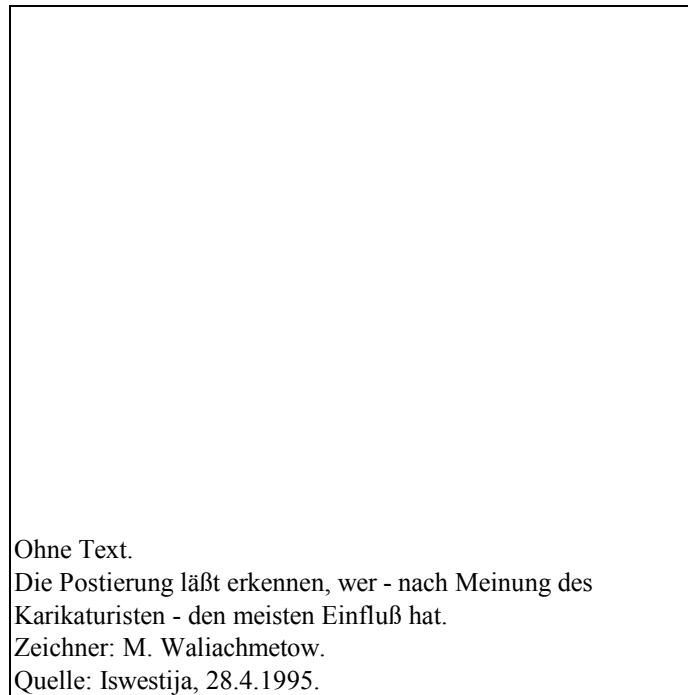 Ohne Text.
Die Postierung läßt erkennen, wer - nach Meinung des
Karikaturisten - den meisten Einfluß hat.
Zeichner: M. Waliachmetow.
Quelle: Iswestija, 28.4.1995.